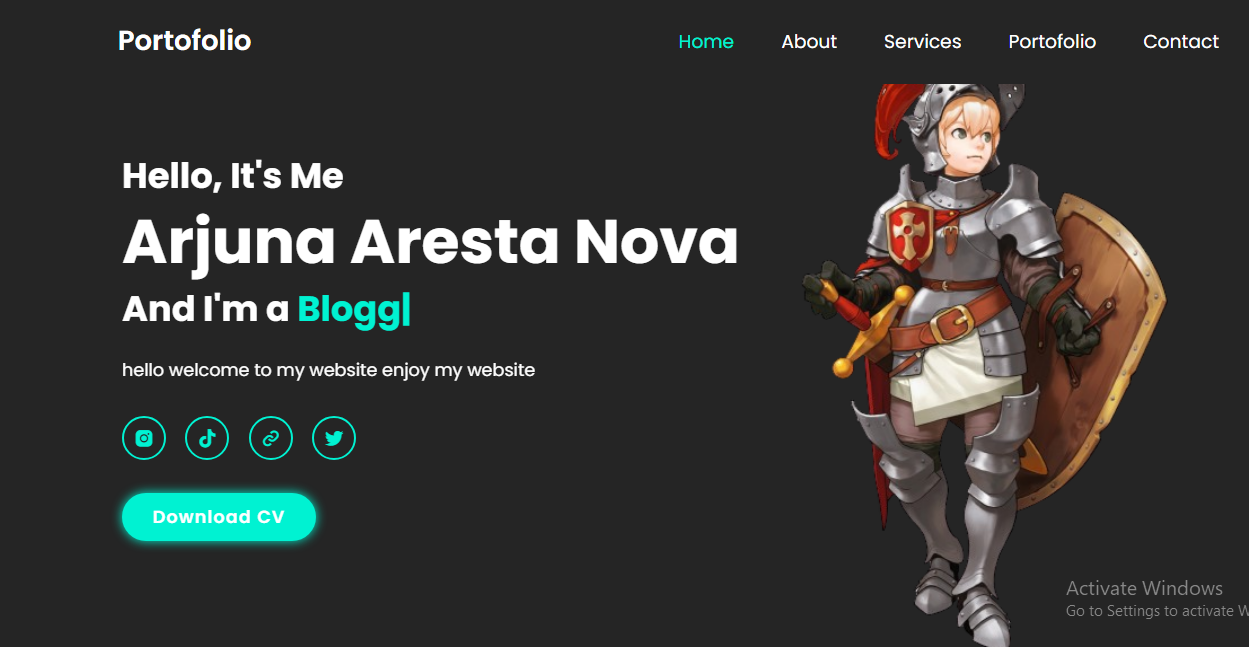 Portofolio
Home About Services Portofolio Contact
Hello, It's Me
Arjuna Aresta Nova
And I'm a Blogg
hello welcome to my website enjoy my website
Download CV
Activate Windows
Go to Settings to activate W